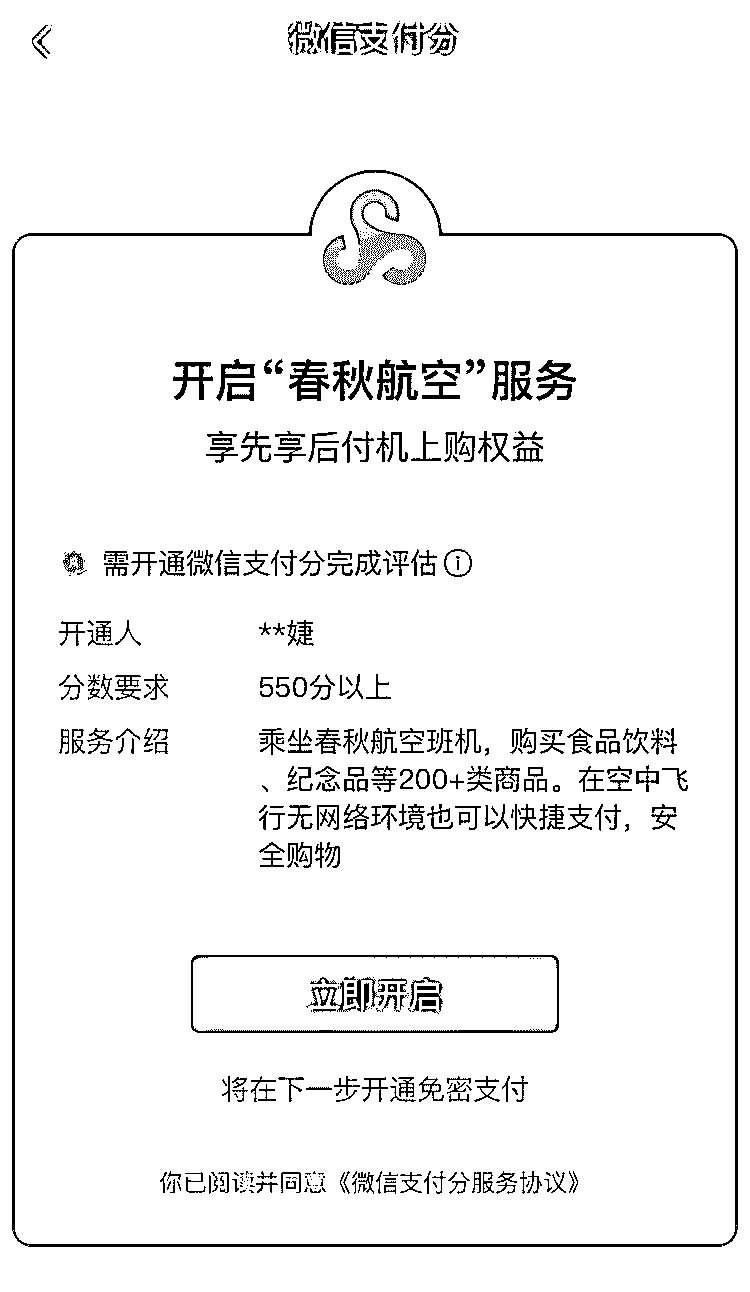 微信支付分
开启“春秋航空”服务
享先享后付机上购权益
需开通微信支付分完成评估
开通人 **婕
分数要求 550分以上
服务介绍 乘坐春秋航空班机，购买食品饮料
、纪念品等200+类商品。在空中飞
行无网络环境也可以快捷支付，安
全购物
立即开启
将在下一步开通免密支付
你已阅读并同意《微信支付分服务协议》